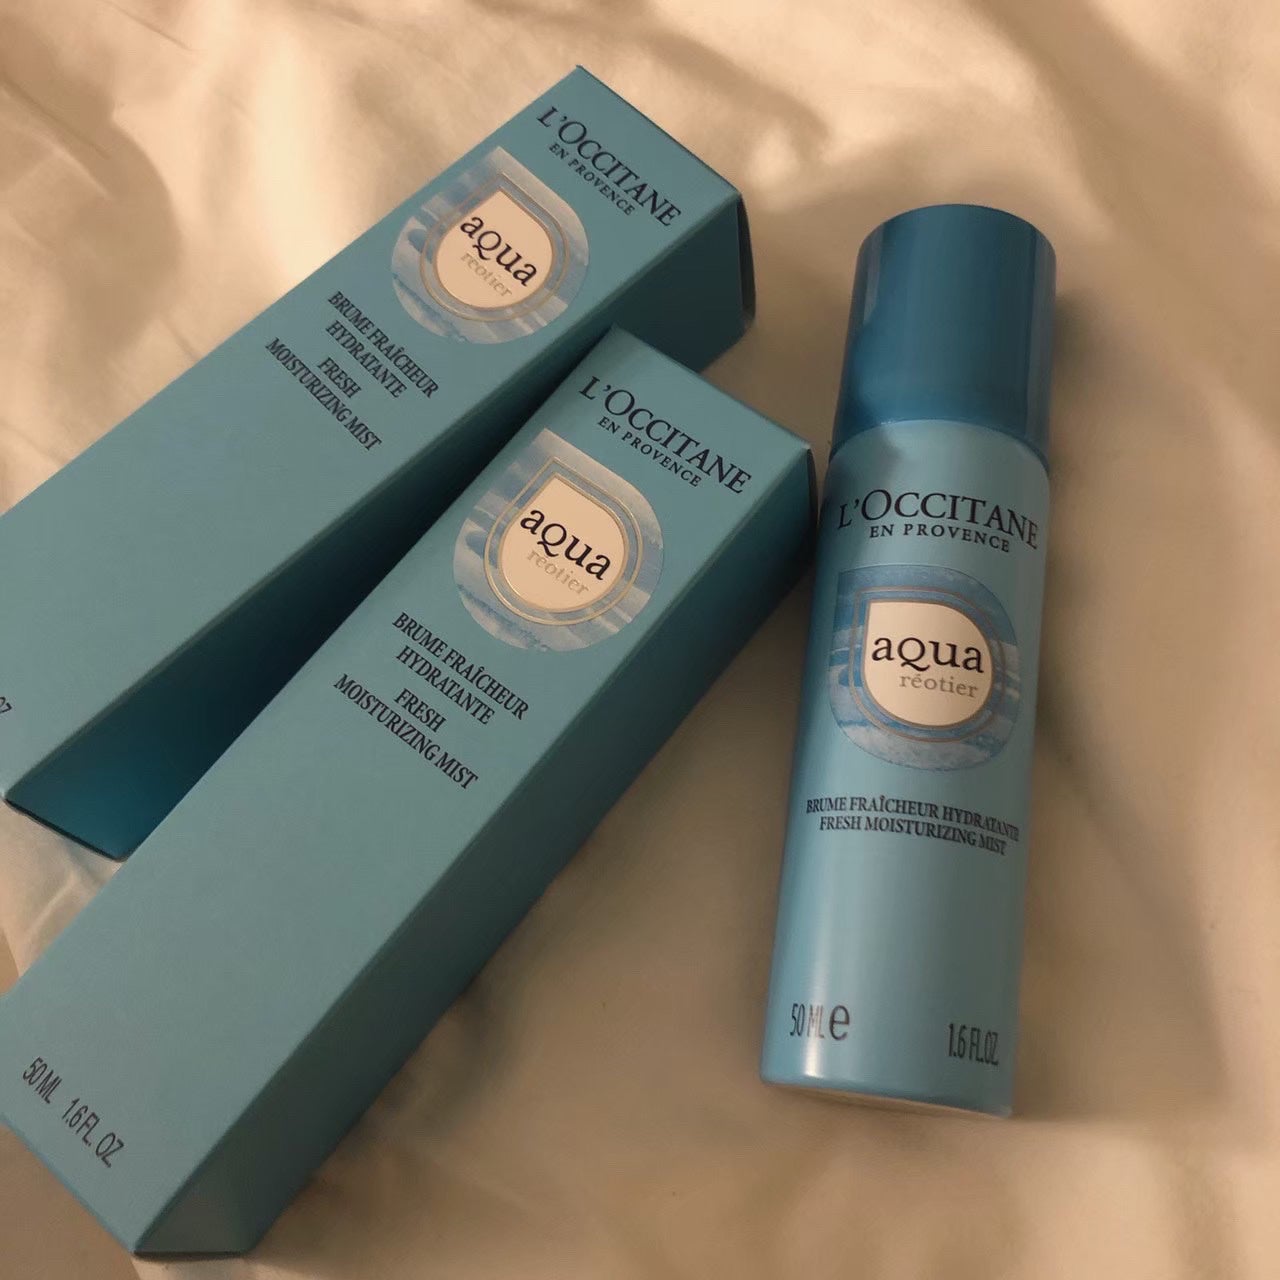 L'OCCITANE
EN PROVENCE
aQua
réotier
BRUME FRAÎCHEUR
HYDRATANTE
FRESH
MOISTURIZING MIST
OZ
L'OCCITANE
EN PROVENCE
aQua
réotier
BRUME FRAÎCHEUR
HYDRATANTE
FRESH
MOISTURIZING MIST
50 ML 1.6 FL. OZ.
L'OCCITANE
EN PROVENCE
aQua
réotier
BRUME FRAÎCHEUR HYDRATANTE
FRESH MOISTURIZING MIST
50 ML e 1.6 FL.OZ.